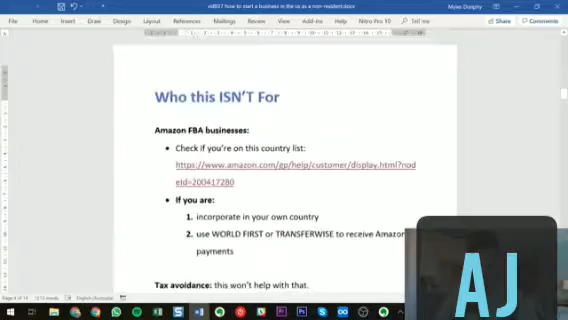 vid037 how to start a business in the us as a non-resident.docx
Myles Dunphy
File Home Insert Draw Design Layout References Mailings Review View Add-ins Help Nitro Pro 10 Tell me Share Comments
Who this ISN'T For
Amazon FBA businesses:
• Check if you're on this country list:
https://www.amazon.com/gp/help/customer/display.html?nod
eId=200417280
• If you are:
1. incorporate in your own country
2. use WORLD FIRST or TRANSFERWISE to receive Amazon
payments
Tax avoidance: this won't help with that.
English (Australia)
AJ